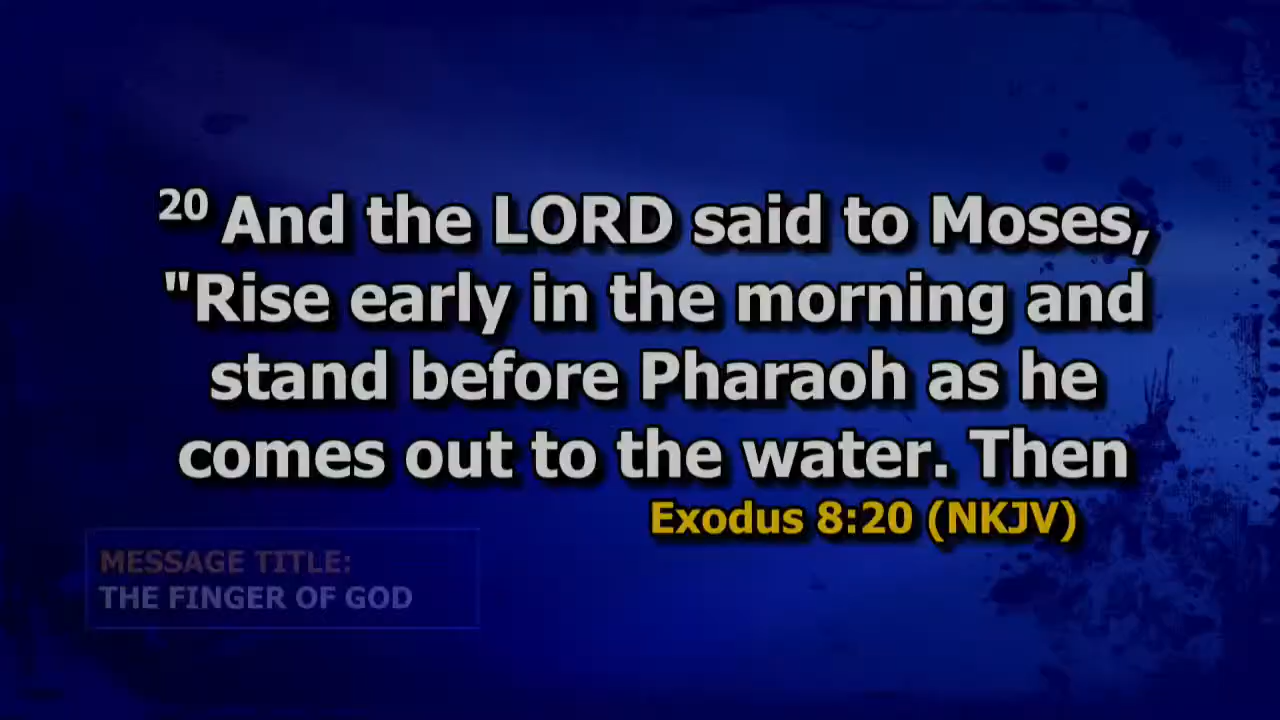 20 And the LORD said to Moses,
"Rise early in the morning and
stand before Pharaoh as he
comes out to the water. Then
Exodus 8:20 (NKJV)
MESSAGE TITLE:
THE FINGER OF GOD